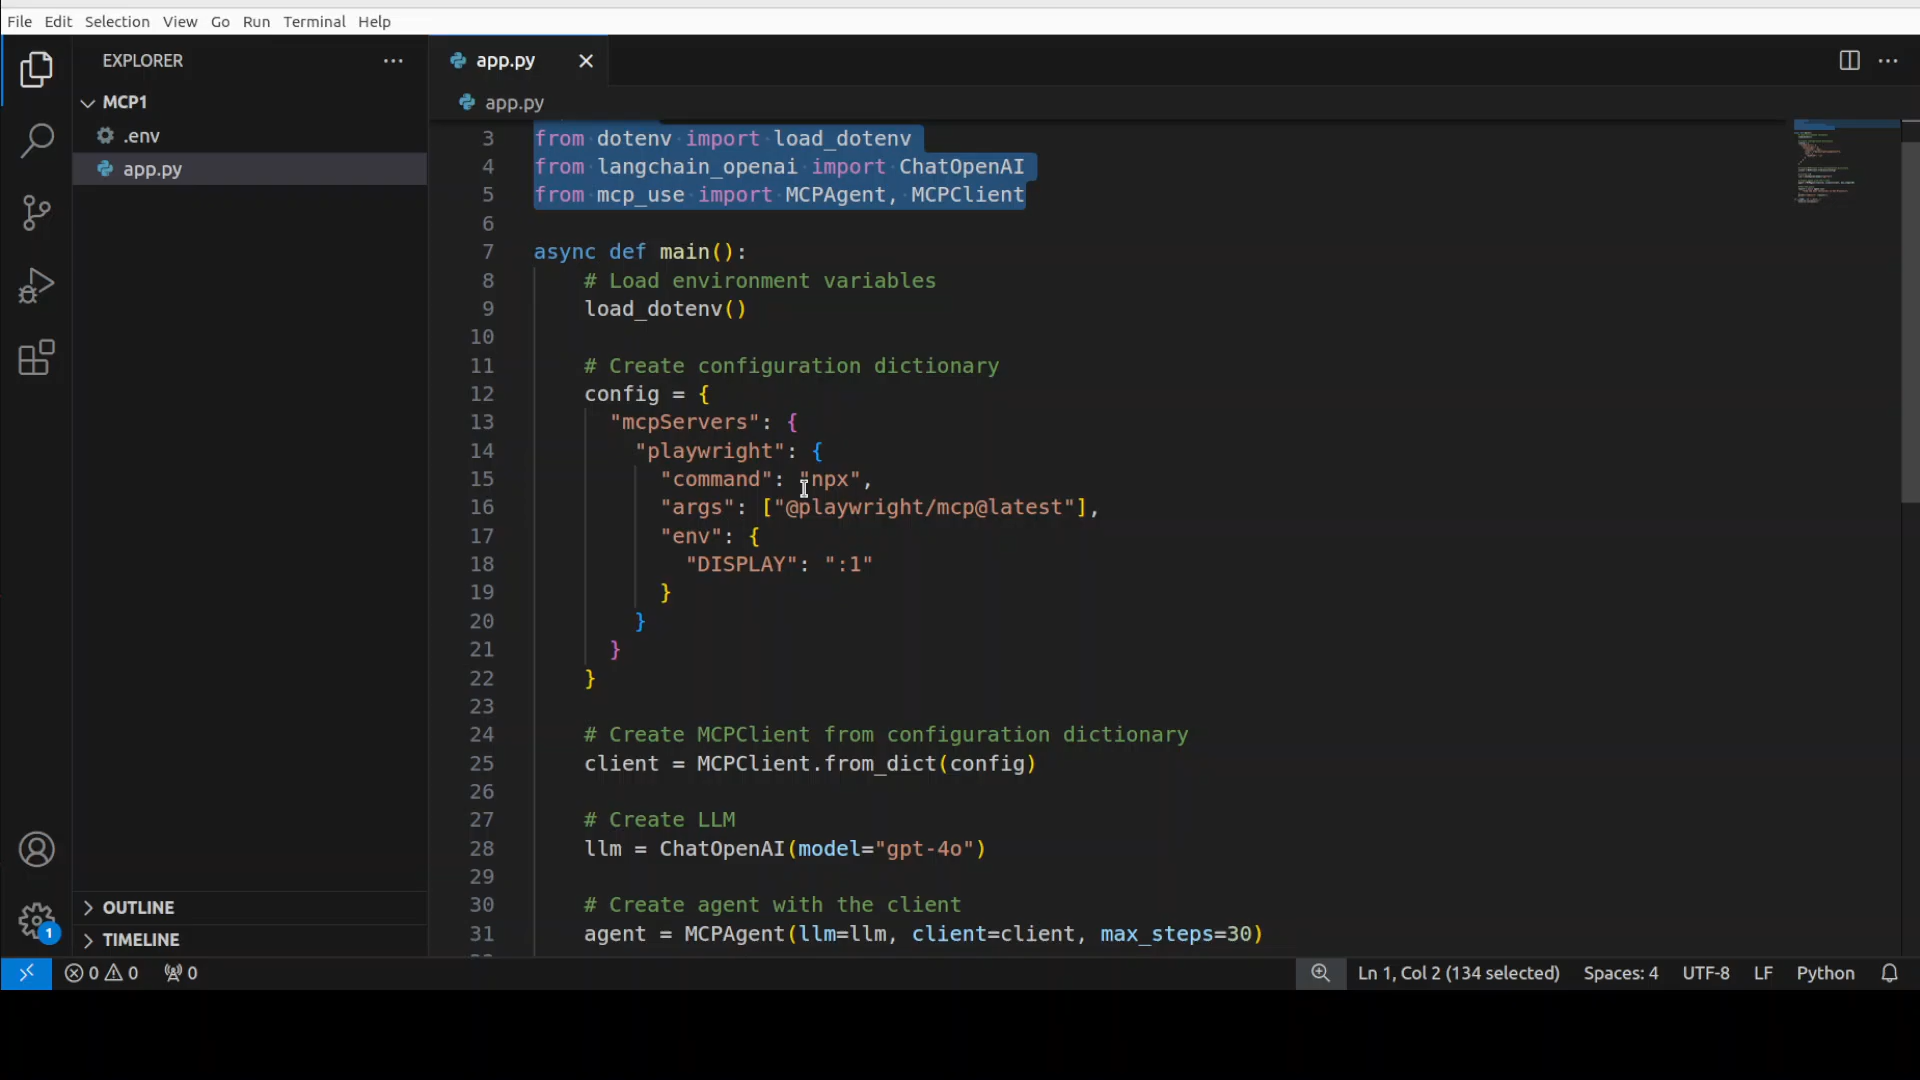 File Edit Selection View Go Run Terminal Help
EXPLORER
MCP1
.env
app.py
OUTLINE
TIMELINE
app.py
app.py
3 from dotenv import load_dotenv
4 from langchain_openai import ChatOpenAI
5 from mcp_use import MCPAgent, MCPClient
6
7 async def main():
8 # Load environment variables
9 load_dotenv()
10
11 # Create configuration dictionary
12 config = {
13 "mcpServers": {
14 "playwright": {
15 "command": "npx",
16 "args": ["@playwright/mcp@latest"],
17 "env": {
18 "DISPLAY": ":1"
19 }
20 }
21 }
22 }
23
24 # Create MCPClient from configuration dictionary
25 client = MCPClient.from_dict(config)
26
27 # Create LLM
28 llm = ChatOpenAI(model="gpt-4o")
29
30 # Create agent with the client
31 agent = MCPAgent(llm=llm, client=client, max_steps=30)
1
0 0 0 Ln 1, Col 2 (134 selected) Spaces: 4 UTF-8 LF Python